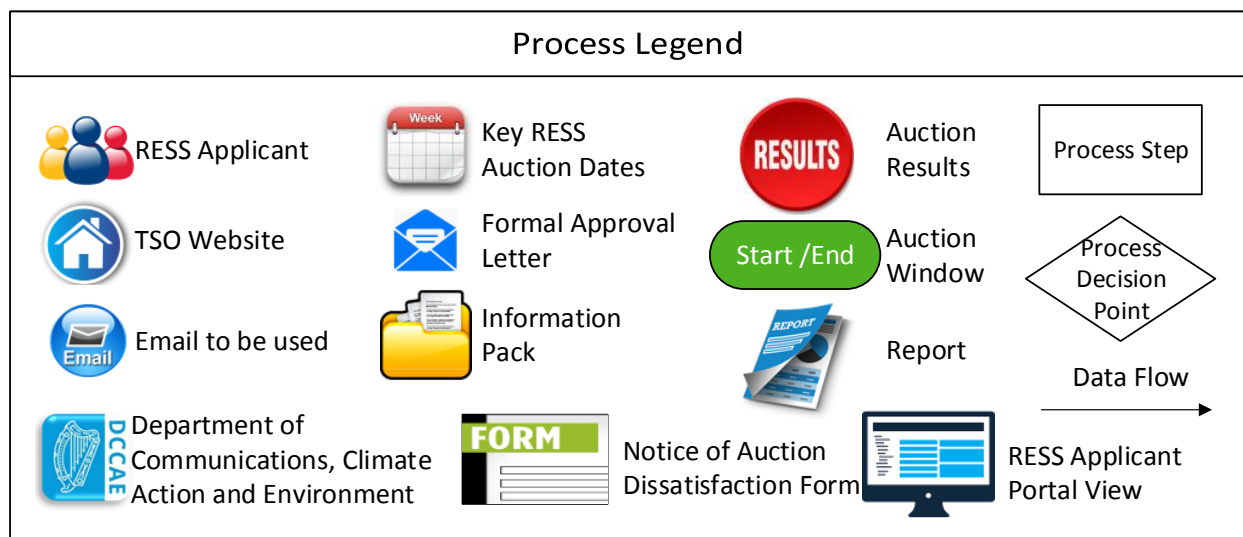 Process Legend
RESS Applicant
Week
Key RESS
Auction Dates
RESULTS
Auction
Results
Process Step
TSO Website
Formal Approval
Letter
Start /End
Auction
Window
Process
Decision
Point
Email
Email to be used
Information
Pack
REPORT
Report
Data Flow
DCCAE
Department of
Communications, Climate
Action and Environment
FORM
Notice of Auction
Dissatisfaction Form
RESS Applicant
Portal View